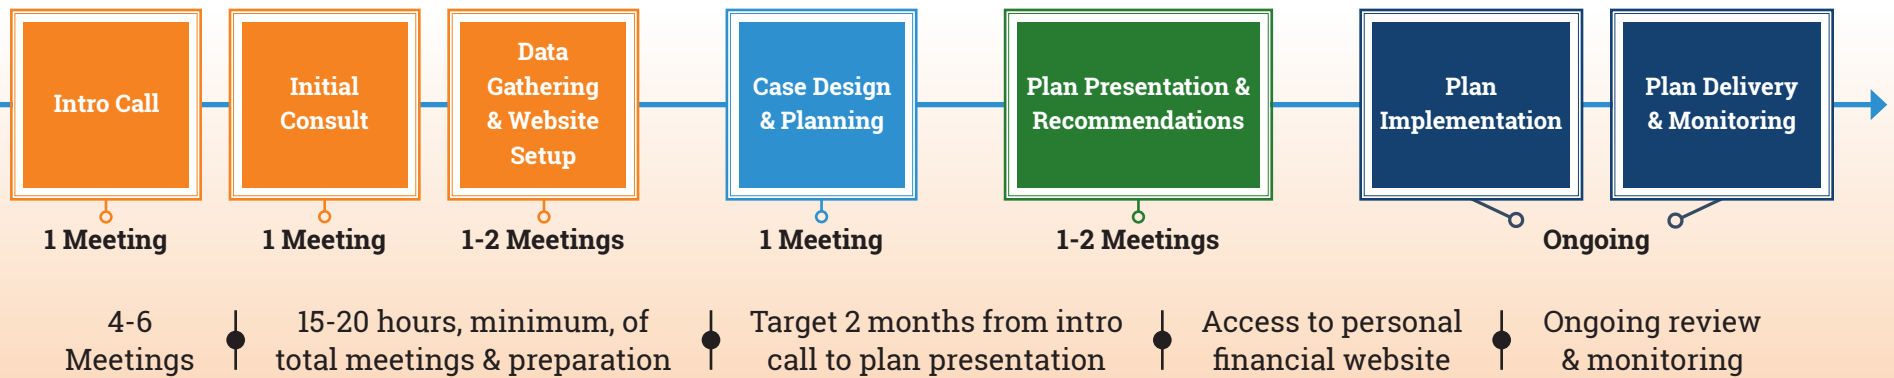 Intro Call
Initial
Consult
Data
Gathering
& Website
Setup
Case Design
& Planning
Plan Presentation &
Recommendations
Plan
Implementation
Plan Delivery
& Monitoring
1 Meeting
1 Meeting
1-2 Meetings
1 Meeting
1-2 Meetings
Ongoing
4-6
Meetings
15-20 hours, minimum, of
total meetings & preparation
Target 2 months from intro
call to plan presentation
Access to personal
financial website
Ongoing review
& monitoring